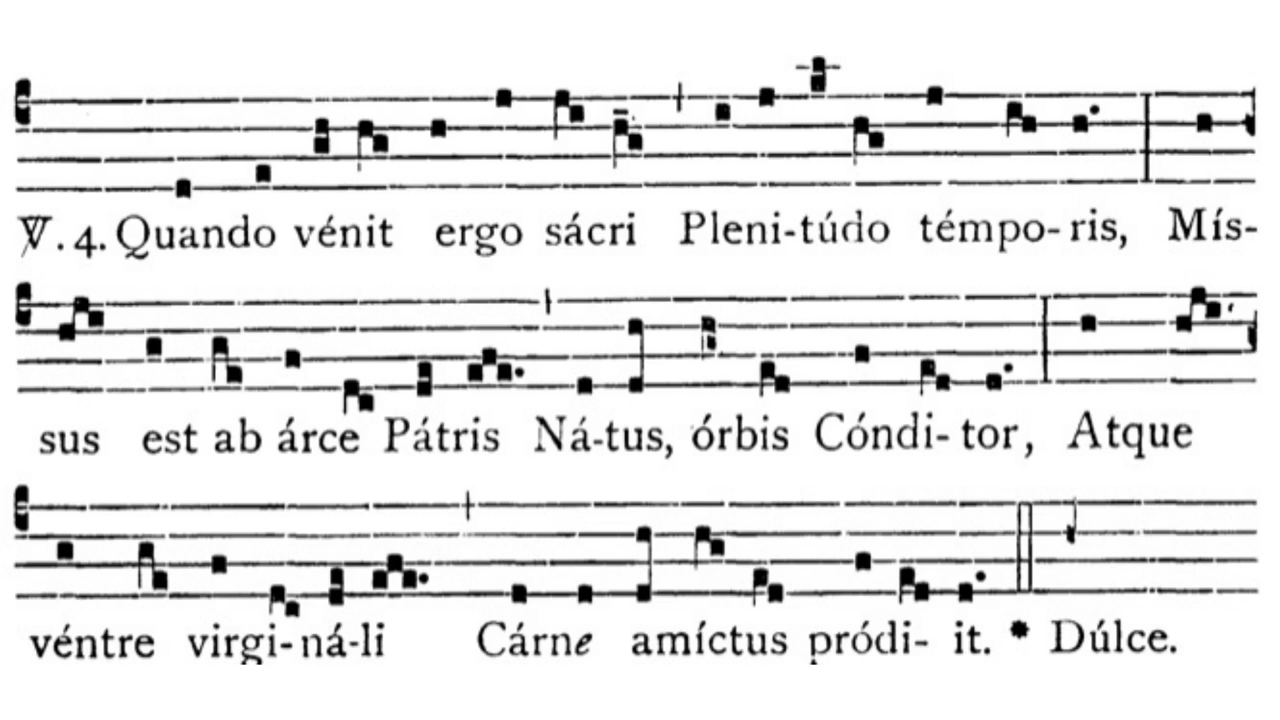 ℣. 4. Quando vénit ergo sácri Pleni-túdo témpo-ris, Mís-
sus est ab árce Pátris Ná-tus, órbis Cóndi-tor, Atque
véntre virgi-ná-li Cárne amíctus pródi-it. * Dúlce.